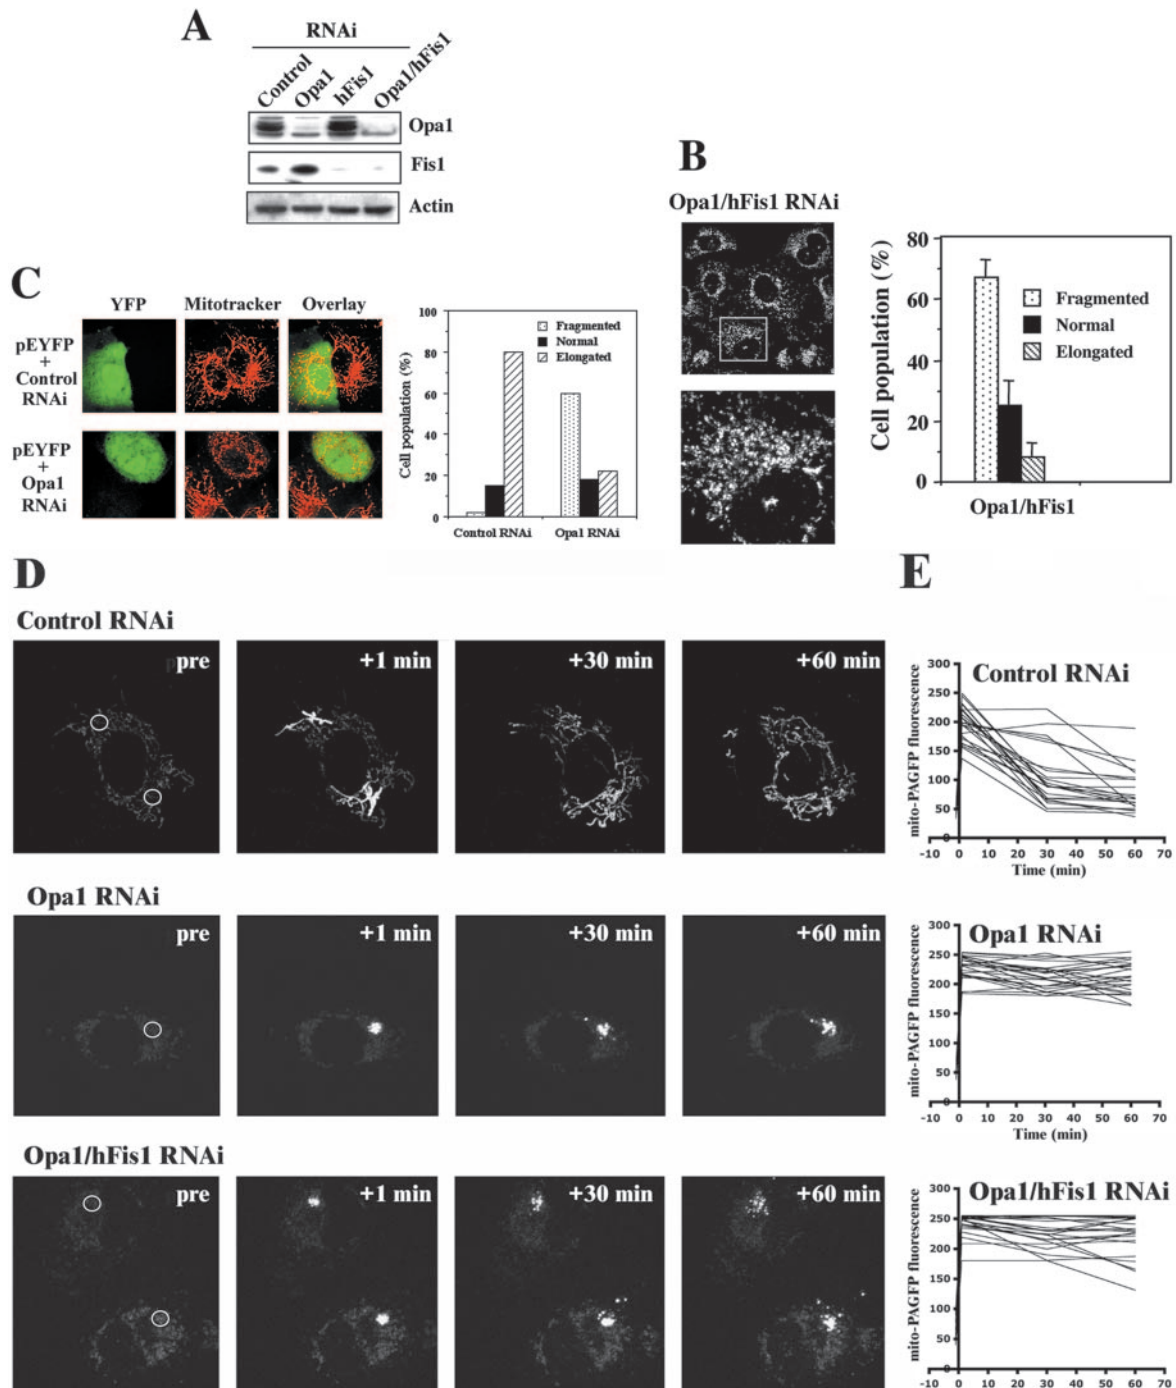 A
RNAi
Control
Opa1
hFis1
Opa1/hFis1
Opa1
Fis1
Actin
B
Opa1/hFis1 RNAi
Cell population (%)
80
60
40
20
0
Fragmented
Normal
Elongated
Opa1/hFis1
C
YFP
Mitotracker
Overlay
pEYFP
+
Control
RNAi
pEYFP
+
Opa1
RNAi
Cell population (%)
100
80
60
40
20
0
Fragmented
Normal
Elongated
Control RNAi
Opa1 RNAi
D
Control RNAi
pre
+1 min
+30 min
+60 min
Opa1 RNAi
pre
+1 min
+30 min
+60 min
Opa1/hFis1 RNAi
pre
+1 min
+30 min
+60 min
E
Control RNAi
mito-PAGFP fluorescence
300
250
200
150
100
50
0
-10 0 10 20 30 40 50 60 70
Time (min)
Opa1 RNAi
mito-PAGFP fluorescence
300
250
200
150
100
50
0
-10 0 10 20 30 40 50 60 70
Time (min)
Opa1/hFis1 RNAi
mito-PAGFP fluorescence
300
250
200
150
100
50
0
-10 0 10 20 30 40 50 60 70